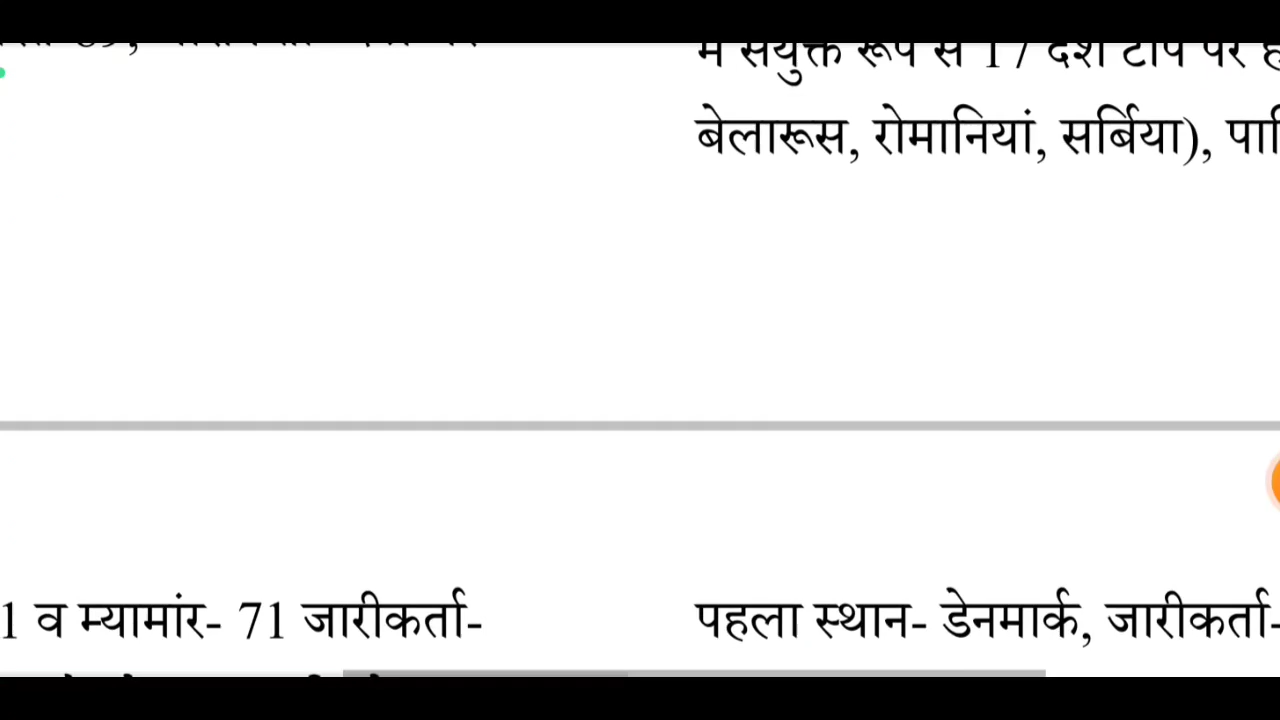 में संयुक्त रूप से 17 देश टॉप पर
बेलारूस, रोमानियां, सर्बिया),
1 व म्यामांर- 71 जारीकर्ता-
पहला स्थान- डेनमार्क, जारीकर्ता-